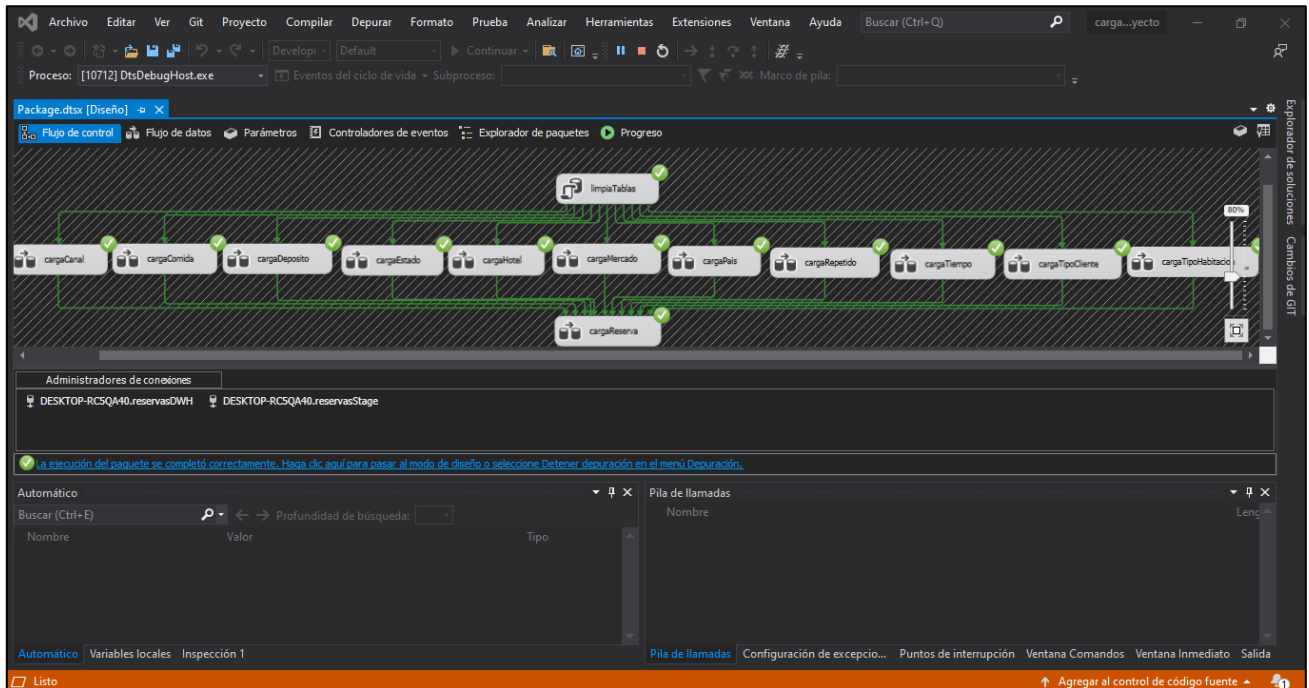 Archivo Editar Ver Git Proyecto Compilar Depurar Formato Prueba Analizar Herramientas Extensiones Ventana Ayuda Buscar (Ctrl+Q) carga...yecto
Develop Default Continuar
Proceso: [10712] DtsDebugHost.exe Eventos del ciclo de vida Subproceso: Marco de pila:
Package.dtsx [Diseño]
Flujo de control Flujo de datos Parámetros Controladores de eventos Explorador de paquetes Progreso
Explorador de soluciones
Cambios de GIT
limpiaTablas
80%
cargaCanal cargaComida cargaDeposito cargaEstado cargaHotel cargaMercado cargaPais cargaRepetido cargaTiempo cargaTipoCliente cargaTipoHabitacio
cargaReserva
Administradores de conexiones
DESKTOP-RC5QA40.reservasDWH DESKTOP-RC5QA40.reservasStage
La ejecución del paquete se completó correctamente. Haga clic aquí para pasar al modo de diseño o seleccione Detener depuración en el menú Depuración.
Automático
Buscar (Ctrl+E) Profundidad de búsqueda:
Nombre Valor Tipo
Pila de llamadas
Nombre Leng
Automático Variables locales Inspección 1
Pila de llamadas Configuración de excepcio... Puntos de interrupción Ventana Comandos Ventana Inmediato Salida
Listo Agregar al control de código fuente 1